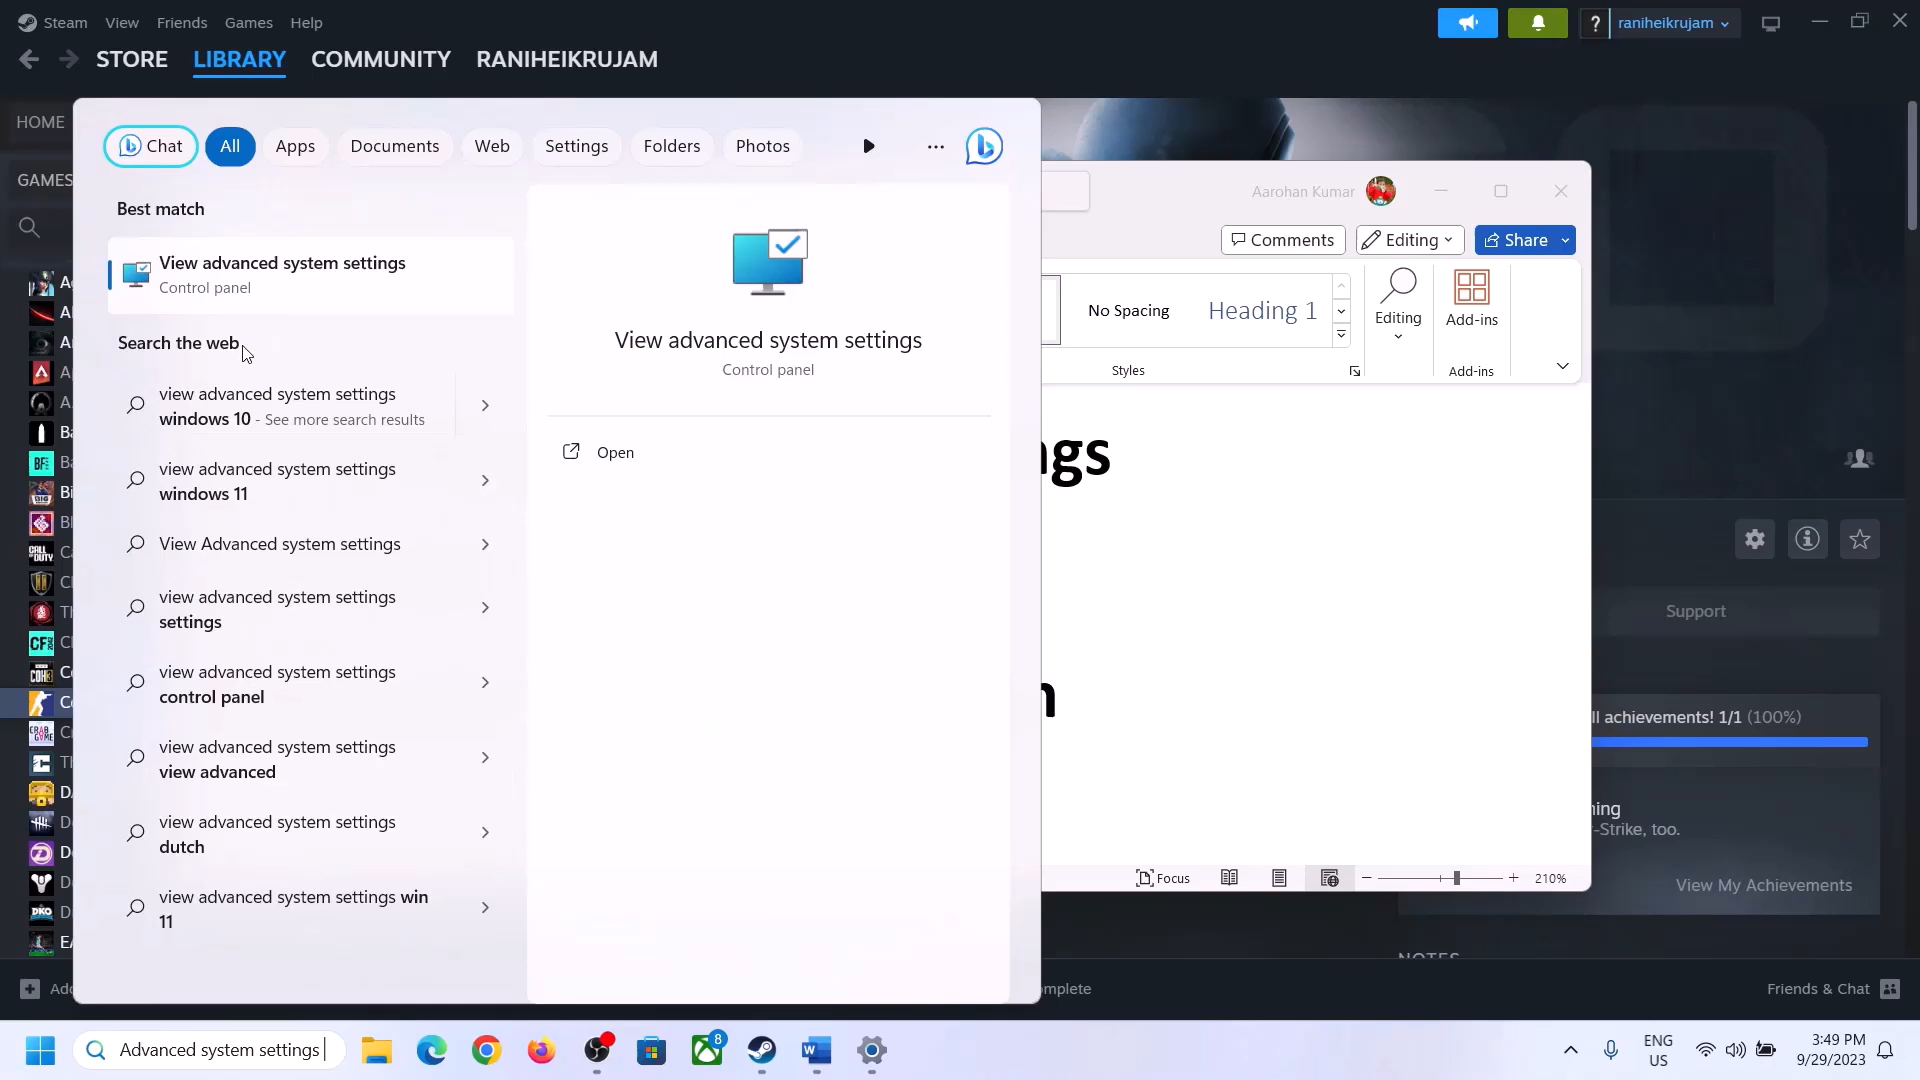 Steam View Friends Games Help
raniheikrujam
STORE LIBRARY COMMUNITY RANIHEIKRUJAM
HOME
GAMES
Chat All Apps Documents Web Settings Folders Photos
Best match
View advanced system settings
Control panel
Search the web
view advanced system settings
windows 10 - See more search results
view advanced system settings
windows 11
View Advanced system settings
view advanced system settings
settings
view advanced system settings
control panel
view advanced system settings
view advanced
view advanced system settings
dutch
view advanced system settings win
11
View advanced system settings
Control panel
Open
Aarohan Kumar
Comments Editing Share
No Spacing Heading 1
Editing
Add-ins
Styles
Add-ins
ngs
n
Focus
210%
Support
ll achievements! 1/1 (100%)
ning
-Strike, too.
View My Achievements
NOTES
Add
omplete
Friends & Chat
Advanced system settings
8
ENG
US
3:49 PM
9/29/2023